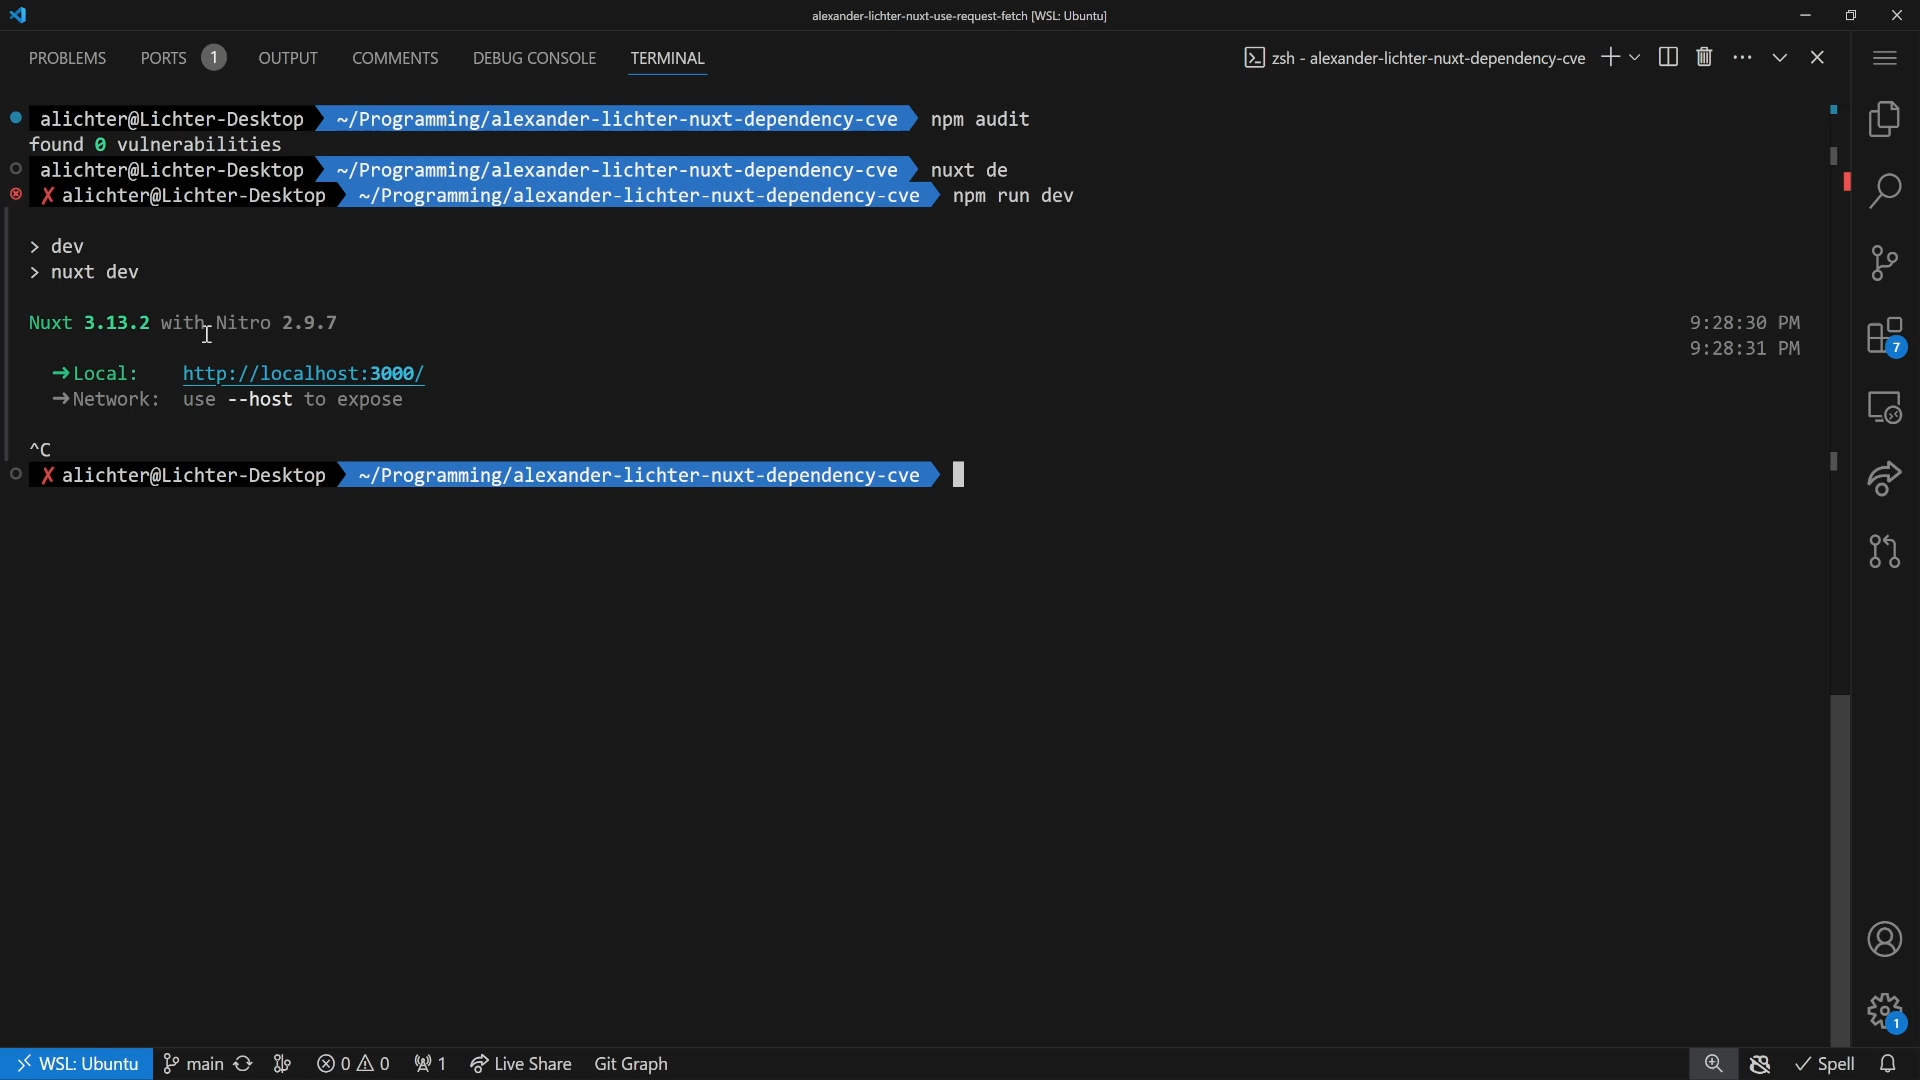 alexander-lichter-nuxt-use-request-fetch [WSL: Ubuntu]
PROBLEMS PORTS 1 OUTPUT COMMENTS DEBUG CONSOLE TERMINAL zsh - alexander-lichter-nuxt-dependency-cve
alichter@Lichter-Desktop ~/Programming/alexander-lichter-nuxt-dependency-cve npm audit
found 0 vulnerabilities
alichter@Lichter-Desktop ~/Programming/alexander-lichter-nuxt-dependency-cve nuxt de
✗ alichter@Lichter-Desktop ~/Programming/alexander-lichter-nuxt-dependency-cve npm run dev
> dev
> nuxt dev
Nuxt 3.13.2 with Nitro 2.9.7 9:28:30 PM
9:28:31 PM
➜ Local: http://localhost:3000/
➜ Network: use --host to expose
^C
✗ alichter@Lichter-Desktop ~/Programming/alexander-lichter-nuxt-dependency-cve
7
1
WSL: Ubuntu main 0 0 1 Live Share Git Graph Spell